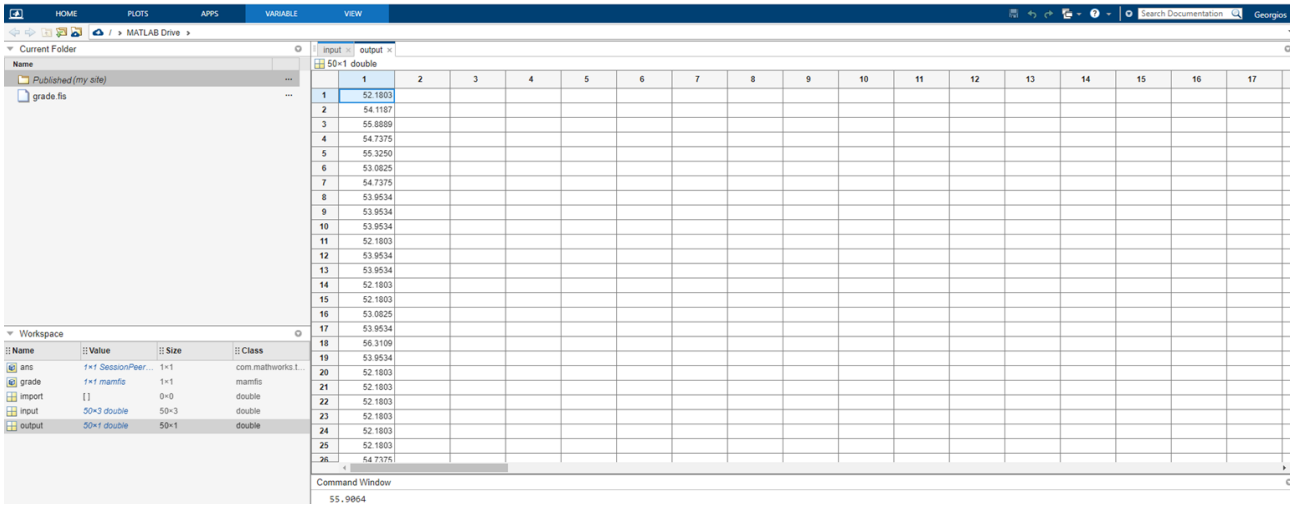 HOME PLOTS APPS VARIABLE VIEW Search Documentation Georgios
/ › MATLAB Drive ›
Current Folder
Name
Published (my site) ...
grade.fis ...
Workspace
Name Value Size Class
ans 1×1 SessionPeer... 1×1 com.mathworks.t...
grade 1×1 mamfis 1×1 mamfis
import [ ] 0×0 double
input 50×3 double 50×3 double
output 50×1 double 50×1 double
input × output ×
50×1 double
1 2 3 4 5 6 7 8 9 10 11 12 13 14 15 16 17
1 52.1803
2 54.1187
3 55.8889
4 54.7375
5 55.3250
6 53.0825
7 54.7375
8 53.9534
9 53.9534
10 53.9534
11 52.1803
12 53.9534
13 53.9534
14 52.1803
15 52.1803
16 53.0825
17 53.9534
18 56.3109
19 53.9534
20 52.1803
21 52.1803
22 52.1803
23 52.1803
24 52.1803
25 52.1803
26 54.7375
Command Window
55.9064